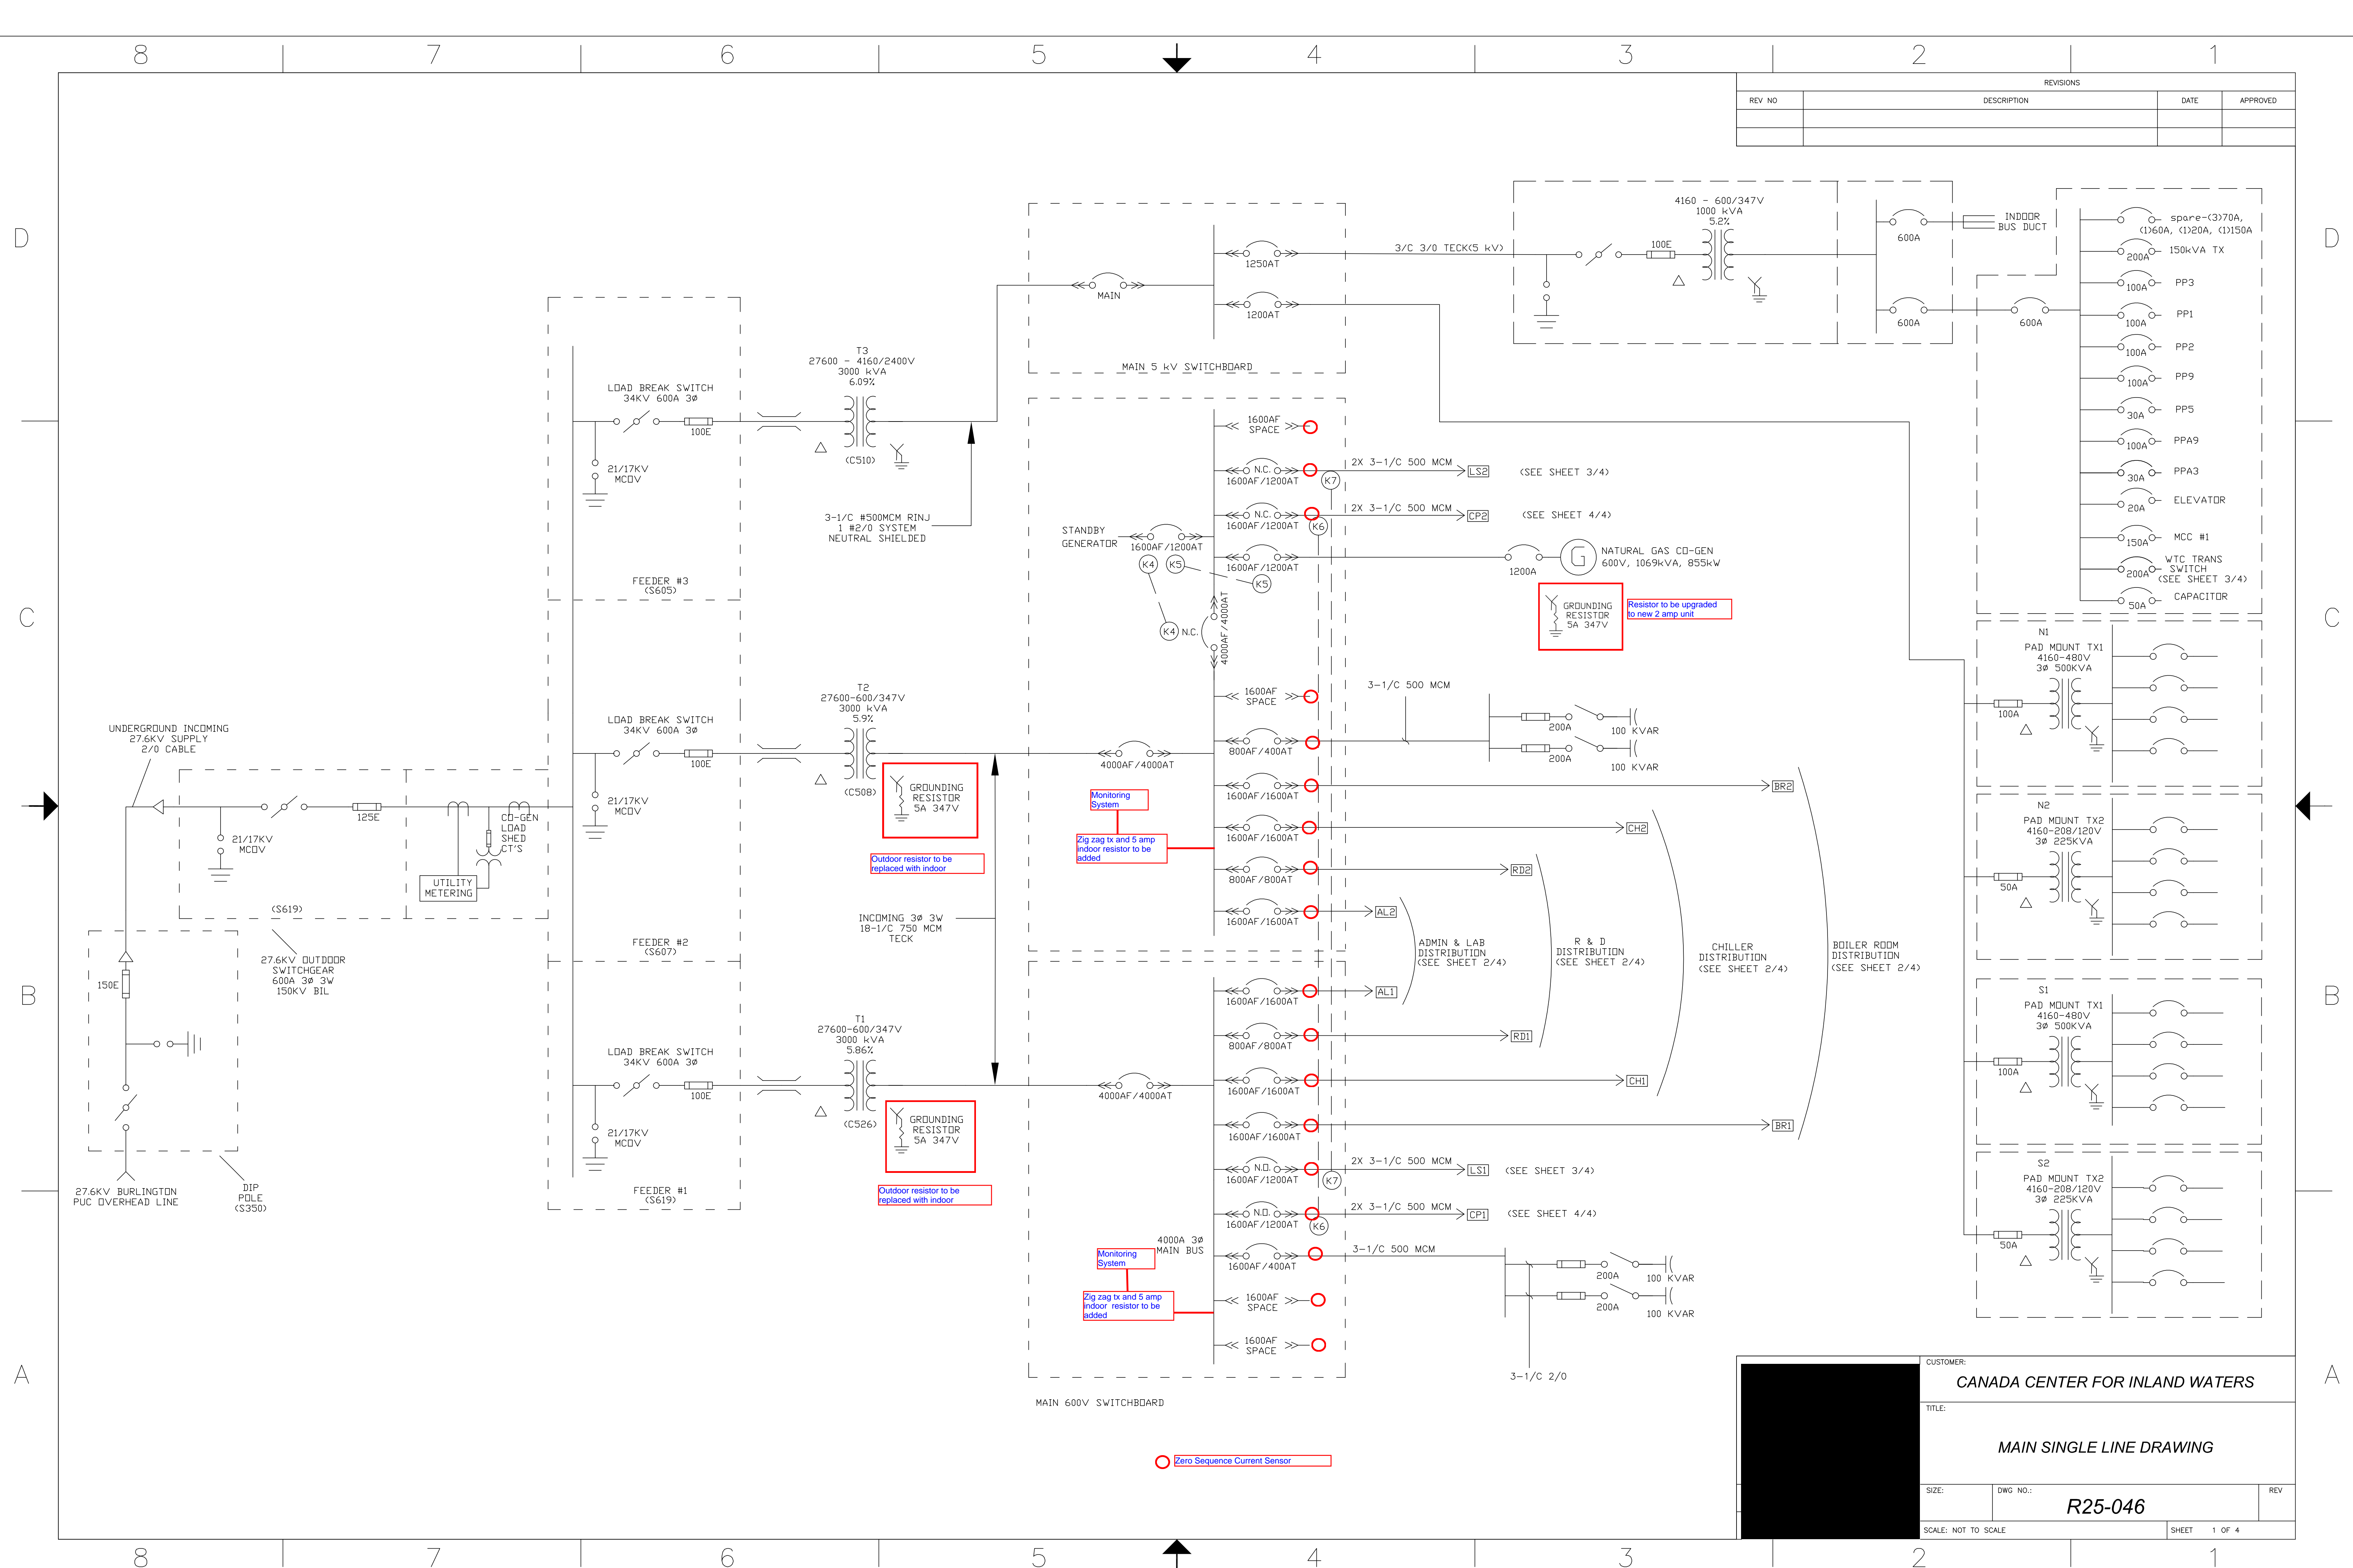 8 7 6 5 4 3 2 1
REVISIONS
REV NO DESCRIPTION DATE APPROVED
D
D
C
C
B
B
A
A
4160 - 600/347V
1000 kVA
5.2%
100E
3/C 3/0 TECK(5 kV)
600A
INDOOR
BUS DUCT
600A
600A
spare-(3)70A,
(1)60A, (1)20A, (1)150A
200A 150kVA TX
100A PP3
100A PP1
100A PP2
100A PP9
30A PP5
100A PPA9
30A PPA3
20A ELEVATOR
150A MCC #1
200A WTC TRANS
SWITCH
(SEE SHEET 3/4)
50A CAPACITOR
MAIN
1250AT
1200AT
MAIN 5 kV SWITCHBOARD
T3
27600 - 4160/2400V
3000 kVA
6.09%
(C510)
LOAD BREAK SWITCH
34KV 600A 3ø
100E
21/17KV
MCOV
3-1/C #500MCM RINJ
1 #2/0 SYSTEM
NEUTRAL SHIELDED
FEEDER #3
(S605)
1600AF
SPACE
N.C.
1600AF/1200AT
K7
2X 3-1/C 500 MCM
LS2
(SEE SHEET 3/4)
N.C.
1600AF/1200AT
K6
2X 3-1/C 500 MCM
CP2
(SEE SHEET 4/4)
STANDBY
GENERATOR
1600AF/1200AT
K4
K5
1600AF/1200AT
K5
1200A
G
NATURAL GAS CO-GEN
600V, 1069kVA, 855kW
GROUNDING
RESISTOR
5A 347V
Resistor to be upgraded
to new 2 amp unit
K4
N.C.
4000AF/4000AT
1600AF
SPACE
3-1/C 500 MCM
800AF/400AT
200A
100 KVAR
200A
100 KVAR
T2
27600-600/347V
3000 kVA
5.9%
(C508)
LOAD BREAK SWITCH
34KV 600A 3ø
100E
21/17KV
MCOV
GROUNDING
RESISTOR
5A 347V
Outdoor resistor to be
replaced with indoor
4000AF/4000AT
Monitoring
System
Zig zag tx and 5 amp
indoor resistor to be
added
1600AF/1600AT
BR2
1600AF/1600AT
CH2
800AF/800AT
RD2
1600AF/1600AT
AL2
UNDERGROUND INCOMING
27.6KV SUPPLY
2/0 CABLE
21/17KV
MCOV
125E
CO-GEN
LOAD
SHED
CT'S
UTILITY
METERING
(S619)
27.6KV OUTDOOR
SWITCHGEAR
600A 3ø 3W
150KV BIL
150E
27.6KV BURLINGTON
PUC OVERHEAD LINE
DIP
POLE
(S350)
FEEDER #2
(S607)
INCOMING 3ø 3W
18-1/C 750 MCM
TECK
ADMIN & LAB
DISTRIBUTION
(SEE SHEET 2/4)
R & D
DISTRIBUTION
(SEE SHEET 2/4)
CHILLER
DISTRIBUTION
(SEE SHEET 2/4)
BOILER ROOM
DISTRIBUTION
(SEE SHEET 2/4)
1600AF/1600AT
AL1
800AF/800AT
RD1
1600AF/1600AT
CH1
1600AF/1600AT
BR1
T1
27600-600/347V
3000 kVA
5.86%
(C526)
LOAD BREAK SWITCH
34KV 600A 3ø
100E
21/17KV
MCOV
GROUNDING
RESISTOR
5A 347V
Outdoor resistor to be
replaced with indoor
FEEDER #1
(S619)
4000AF/4000AT
N.O.
1600AF/1200AT
K7
2X 3-1/C 500 MCM
LS1
(SEE SHEET 3/4)
N.O.
1600AF/1200AT
K6
2X 3-1/C 500 MCM
CP1
(SEE SHEET 4/4)
4000A 3ø
MAIN BUS
1600AF/400AT
3-1/C 500 MCM
200A
100 KVAR
200A
100 KVAR
3-1/C 2/0
Monitoring
System
Zig zag tx and 5 amp
indoor resistor to be
added
1600AF
SPACE
1600AF
SPACE
MAIN 600V SWITCHBOARD
Zero Sequence Current Sensor
N1
PAD MOUNT TX1
4160-480V
3ø 500KVA
100A
N2
PAD MOUNT TX2
4160-208/120V
3ø 225KVA
50A
S1
PAD MOUNT TX1
4160-480V
3ø 500KVA
100A
S2
PAD MOUNT TX2
4160-208/120V
3ø 225KVA
50A
CUSTOMER:
CANADA CENTER FOR INLAND WATERS
TITLE:
MAIN SINGLE LINE DRAWING
SIZE: DWG NO.: REV
R25-046
SCALE: NOT TO SCALE SHEET 1 OF 4
8 7 6 5 4 3 2 1